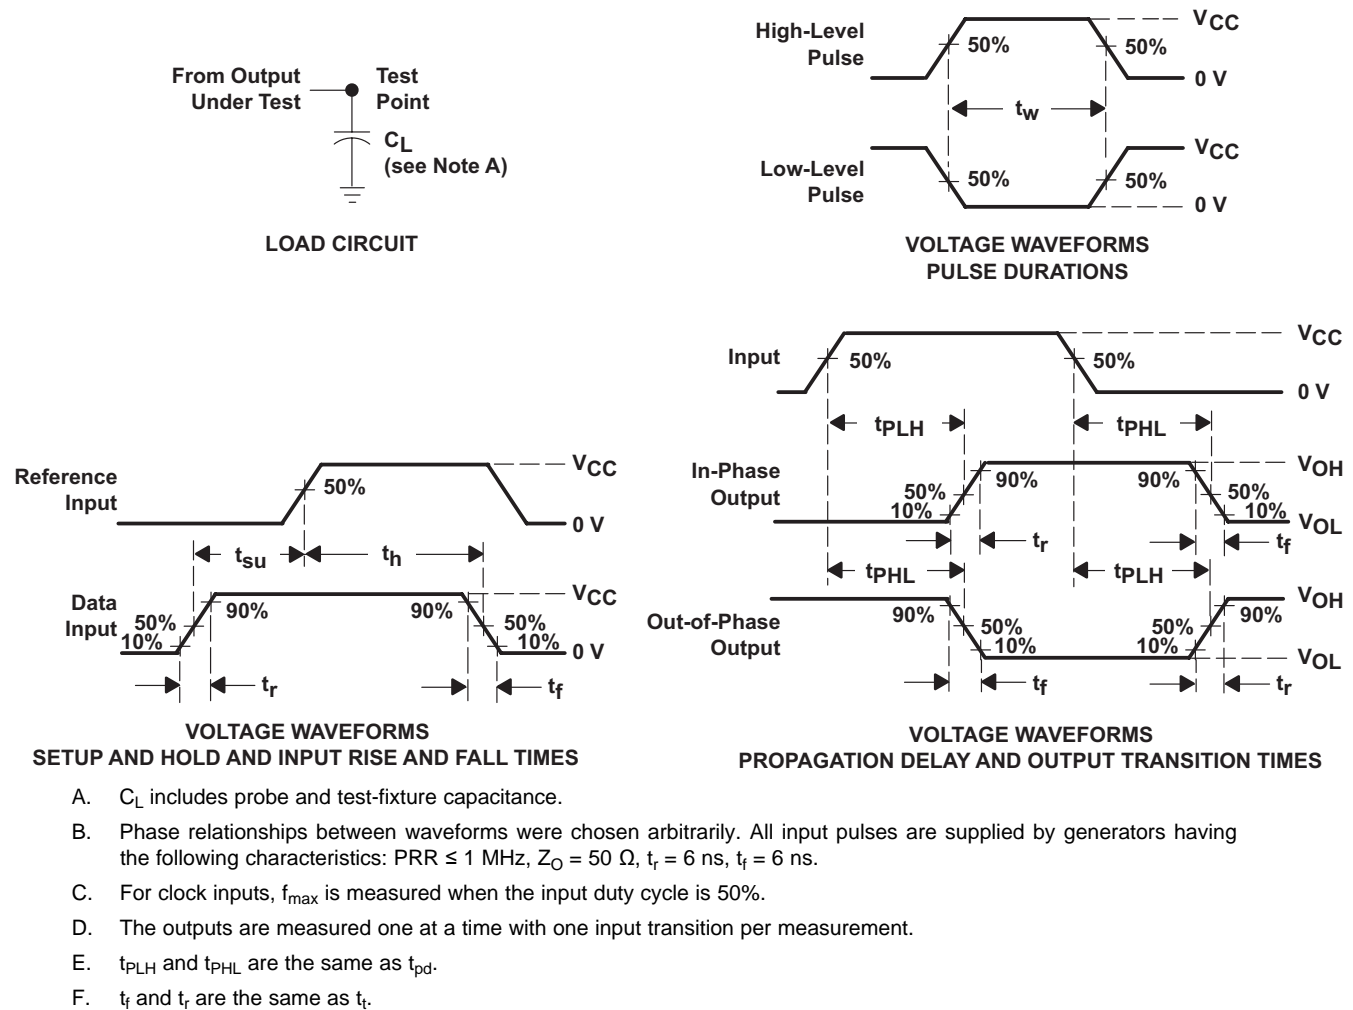 From Output
Under Test
Test
Point
CL
(see Note A)
LOAD CIRCUIT
High-Level
Pulse
50%
50%
VCC
0 V
tw
Low-Level
Pulse
50%
50%
VCC
0 V
VOLTAGE WAVEFORMS
PULSE DURATIONS
Reference
Input
50%
VCC
0 V
tsu
th
Data
Input
50%
10%
90%
90%
50%
10%
VCC
0 V
tr
tf
VOLTAGE WAVEFORMS
SETUP AND HOLD AND INPUT RISE AND FALL TIMES
Input
50%
50%
VCC
0 V
tPLH
tPHL
In-Phase
Output
50%
10%
90%
90%
50%
10%
VOH
VOL
tr
tf
tPHL
tPLH
Out-of-Phase
Output
90%
50%
10%
50%
10%
90%
VOH
VOL
tf
tr
VOLTAGE WAVEFORMS
PROPAGATION DELAY AND OUTPUT TRANSITION TIMES
A. CL includes probe and test-fixture capacitance.
B. Phase relationships between waveforms were chosen arbitrarily. All input pulses are supplied by generators having
the following characteristics: PRR ≤ 1 MHz, ZO = 50 Ω, tr = 6 ns, tf = 6 ns.
C. For clock inputs, fmax is measured when the input duty cycle is 50%.
D. The outputs are measured one at a time with one input transition per measurement.
E. tPLH and tPHL are the same as tpd.
F. tf and tr are the same as tt.